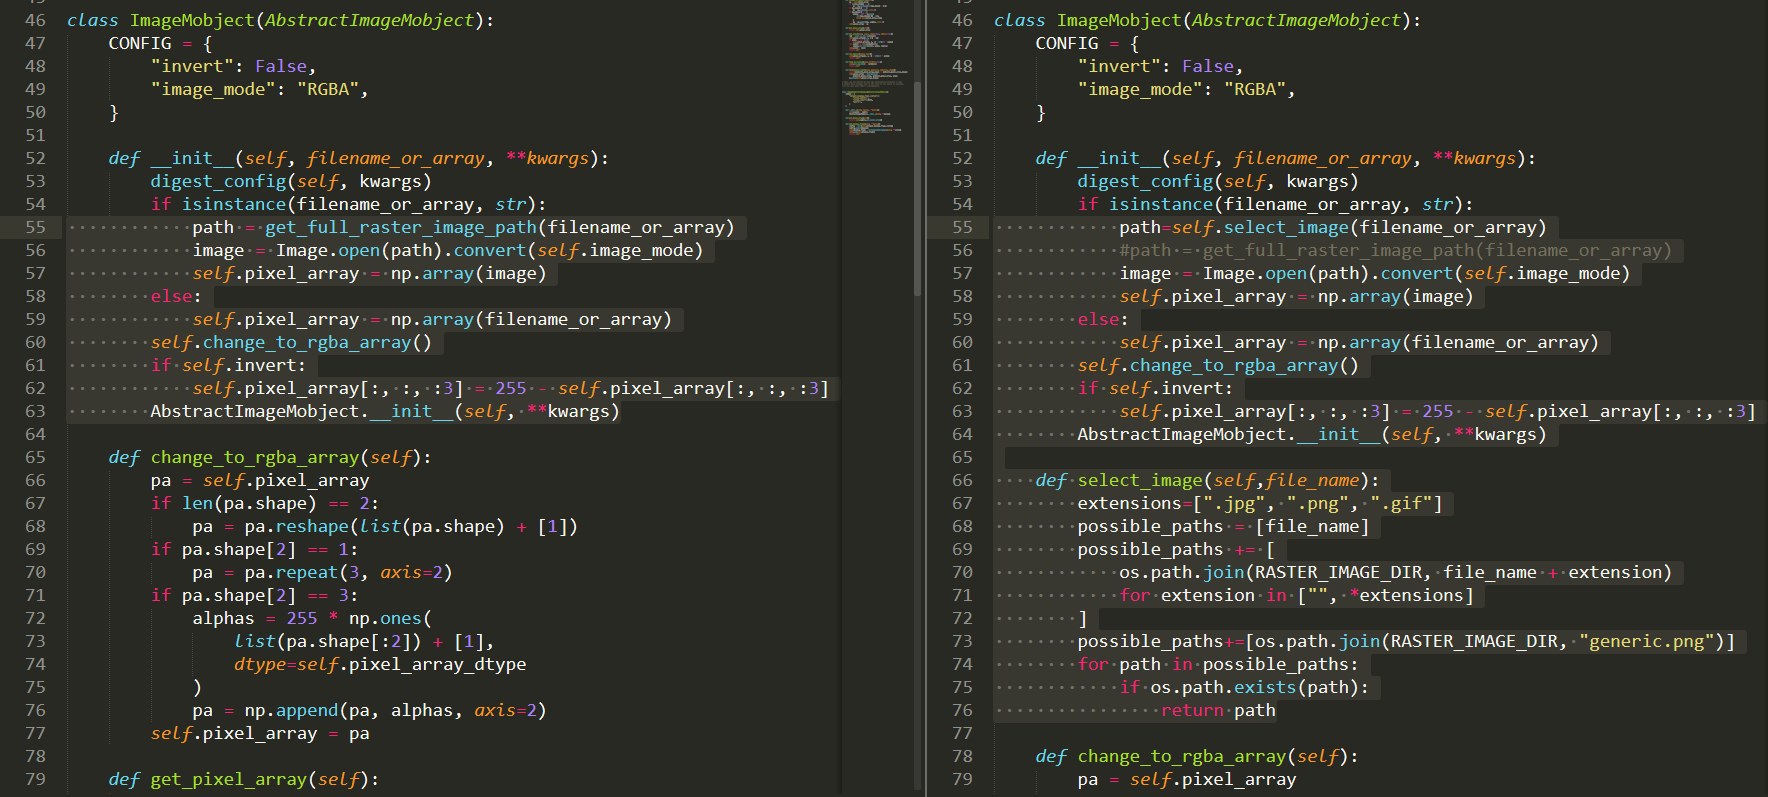 46 class ImageMobject(AbstractImageMobject):
47     CONFIG = {
48         "invert": False,
49         "image_mode": "RGBA",
50     }
51
52     def __init__(self, filename_or_array, **kwargs):
53         digest_config(self, kwargs)
54         if isinstance(filename_or_array, str):
55             path = get_full_raster_image_path(filename_or_array)
56             image = Image.open(path).convert(self.image_mode)
57             self.pixel_array = np.array(image)
58         else:
59             self.pixel_array = np.array(filename_or_array)
60         self.change_to_rgba_array()
61         if self.invert:
62             self.pixel_array[:, :, :3] = 255 - self.pixel_array[:, :, :3]
63         AbstractImageMobject.__init__(self, **kwargs)
64
65     def change_to_rgba_array(self):
66         pa = self.pixel_array
67         if len(pa.shape) == 2:
68             pa = pa.reshape(list(pa.shape) + [1])
69         if pa.shape[2] == 1:
70             pa = pa.repeat(3, axis=2)
71         if pa.shape[2] == 3:
72             alphas = 255 * np.ones(
73                 list(pa.shape[:2]) + [1],
74                 dtype=self.pixel_array_dtype
75             )
76             pa = np.append(pa, alphas, axis=2)
77         self.pixel_array = pa
78
79     def get_pixel_array(self):
46 class ImageMobject(AbstractImageMobject):
47     CONFIG = {
48         "invert": False,
49         "image_mode": "RGBA",
50     }
51
52     def __init__(self, filename_or_array, **kwargs):
53         digest_config(self, kwargs)
54         if isinstance(filename_or_array, str):
55             path=self.select_image(filename_or_array)
56             #path = get_full_raster_image_path(filename_or_array)
57             image = Image.open(path).convert(self.image_mode)
58             self.pixel_array = np.array(image)
59         else:
60             self.pixel_array = np.array(filename_or_array)
61         self.change_to_rgba_array()
62         if self.invert:
63             self.pixel_array[:, :, :3] = 255 - self.pixel_array[:, :, :3]
64         AbstractImageMobject.__init__(self, **kwargs)
65
66     def select_image(self,file_name):
67         extensions=[".jpg", ".png", ".gif"]
68         possible_paths = [file_name]
69         possible_paths += [
70             os.path.join(RASTER_IMAGE_DIR, file_name + extension)
71             for extension in ["", *extensions]
72         ]
73         possible_paths+=[os.path.join(RASTER_IMAGE_DIR, "generic.png")]
74         for path in possible_paths:
75             if os.path.exists(path):
76                 return path
77
78     def change_to_rgba_array(self):
79         pa = self.pixel_array